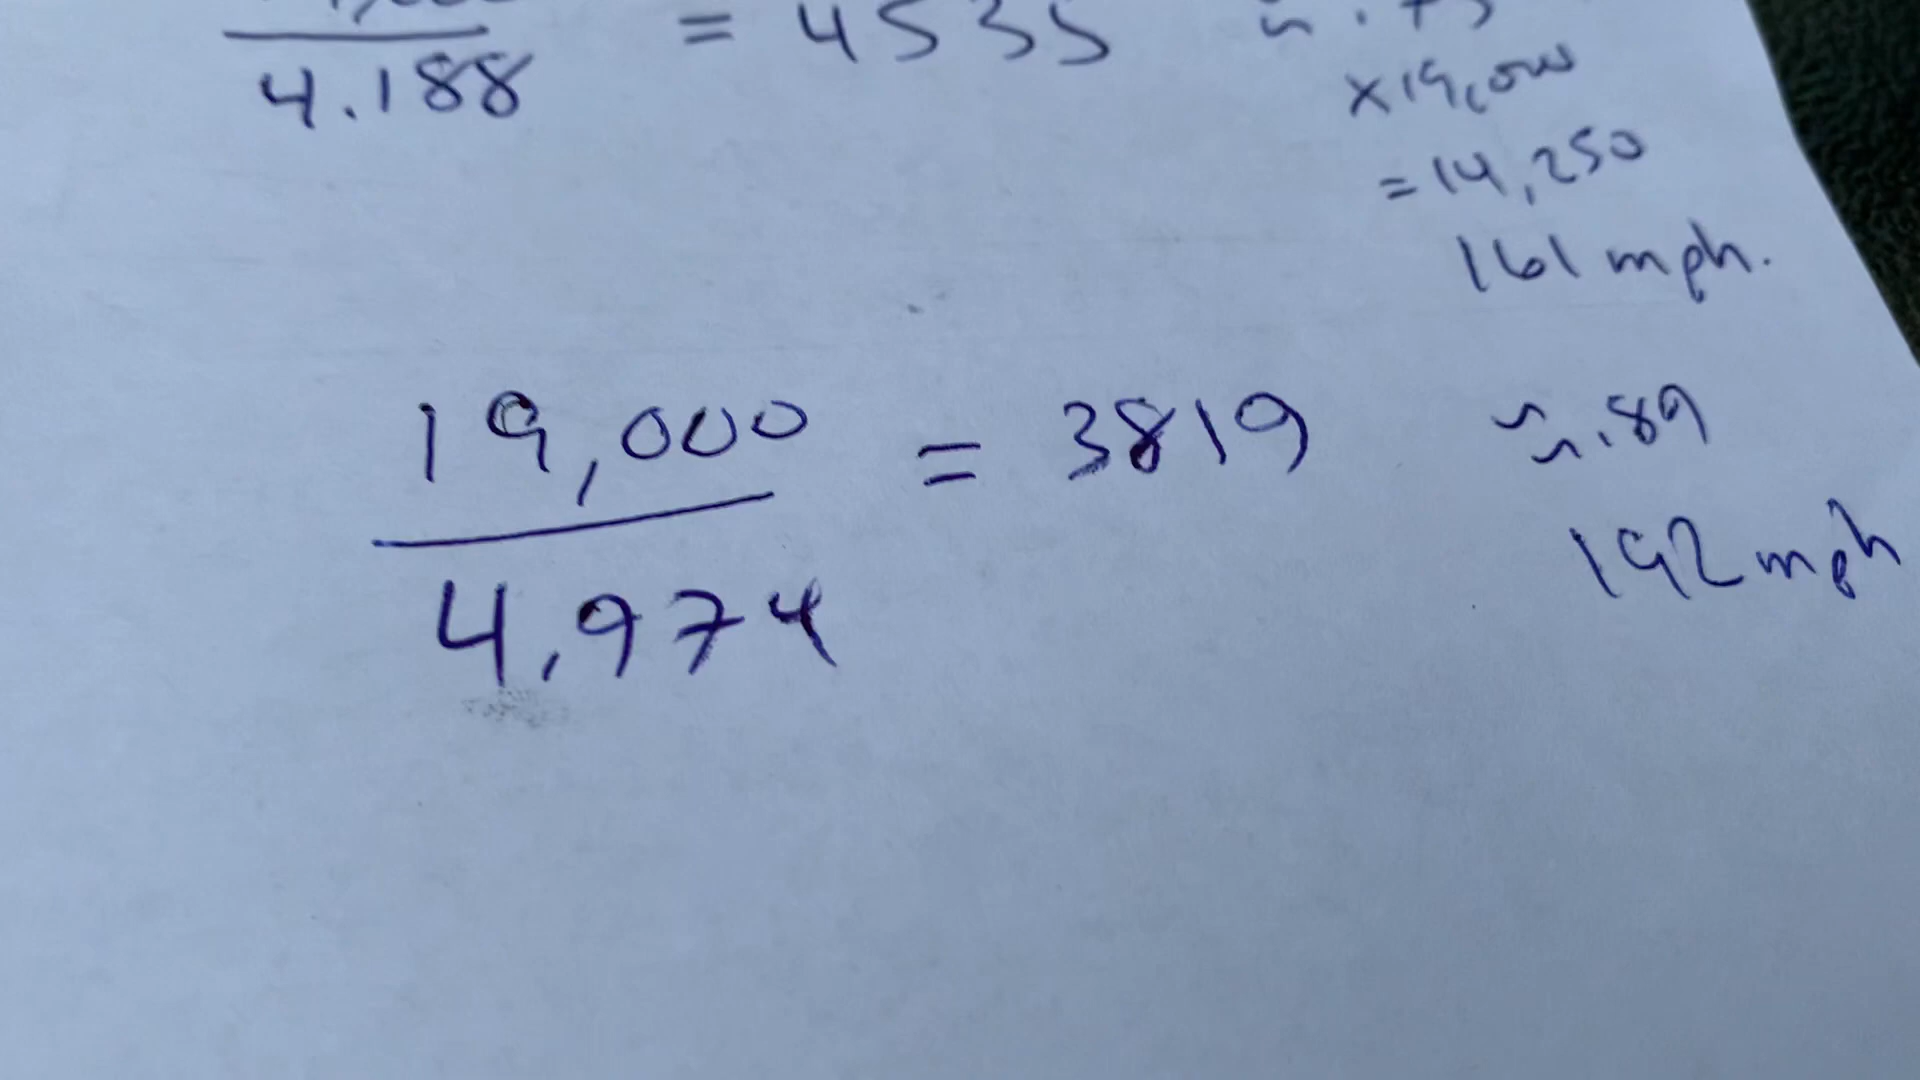 4.188
= 4535
x19,000
=14,250
161 mph.
19,000
4.974
= 3819
≈.89
192 mph